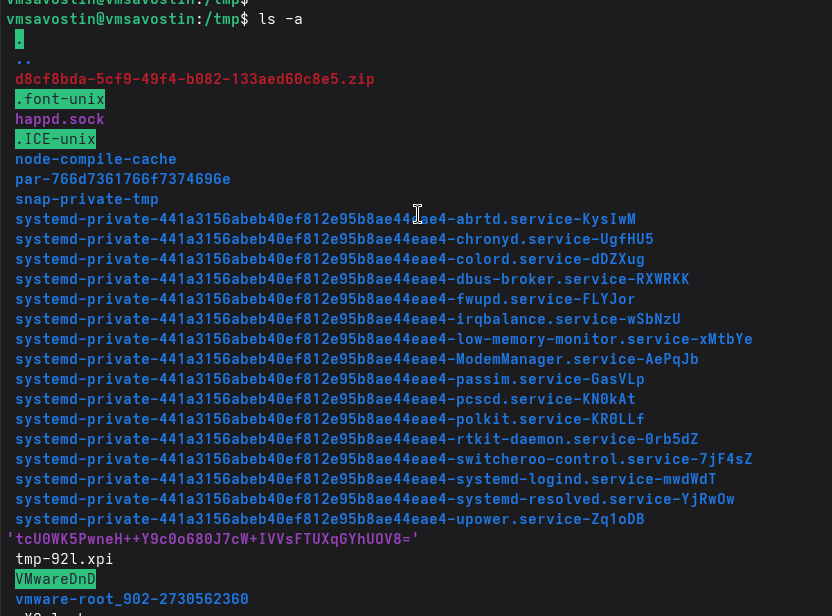 vmsavostin@vmsavostin:/tmp$
vmsavostin@vmsavostin:/tmp$ ls -a
.
..
d8cf8bda-5cf9-49f4-b082-133aed60c8e5.zip
.font-unix
happd.sock
.ICE-unix
node-compile-cache
par-766d7361766f7374696e
snap-private-tmp
systemd-private-441a3156abeb40ef812e95b8ae44eae4-abrtd.service-KysIwM
systemd-private-441a3156abeb40ef812e95b8ae44eae4-chronyd.service-UgfHU5
systemd-private-441a3156abeb40ef812e95b8ae44eae4-colord.service-dDZXug
systemd-private-441a3156abeb40ef812e95b8ae44eae4-dbus-broker.service-RXWRKK
systemd-private-441a3156abeb40ef812e95b8ae44eae4-fwupd.service-FLYJor
systemd-private-441a3156abeb40ef812e95b8ae44eae4-irqbalance.service-wSbNzU
systemd-private-441a3156abeb40ef812e95b8ae44eae4-low-memory-monitor.service-xMtbYe
systemd-private-441a3156abeb40ef812e95b8ae44eae4-ModemManager.service-AePqJb
systemd-private-441a3156abeb40ef812e95b8ae44eae4-passim.service-GasVLp
systemd-private-441a3156abeb40ef812e95b8ae44eae4-pcscd.service-KN0kAt
systemd-private-441a3156abeb40ef812e95b8ae44eae4-polkit.service-KR0LLf
systemd-private-441a3156abeb40ef812e95b8ae44eae4-rtkit-daemon.service-0rb5dZ
systemd-private-441a3156abeb40ef812e95b8ae44eae4-switcheroo-control.service-7jF4sZ
systemd-private-441a3156abeb40ef812e95b8ae44eae4-systemd-logind.service-mwdWdT
systemd-private-441a3156abeb40ef812e95b8ae44eae4-systemd-resolved.service-YjRwOw
systemd-private-441a3156abeb40ef812e95b8ae44eae4-upower.service-Zq1oDB
'tcU0WK5PwneH++Y9c0o680J7cW+IVVsFTUXqGYhUOV8='
tmp-92l.xpi
VMwareDnD
vmware-root_902-2730562360